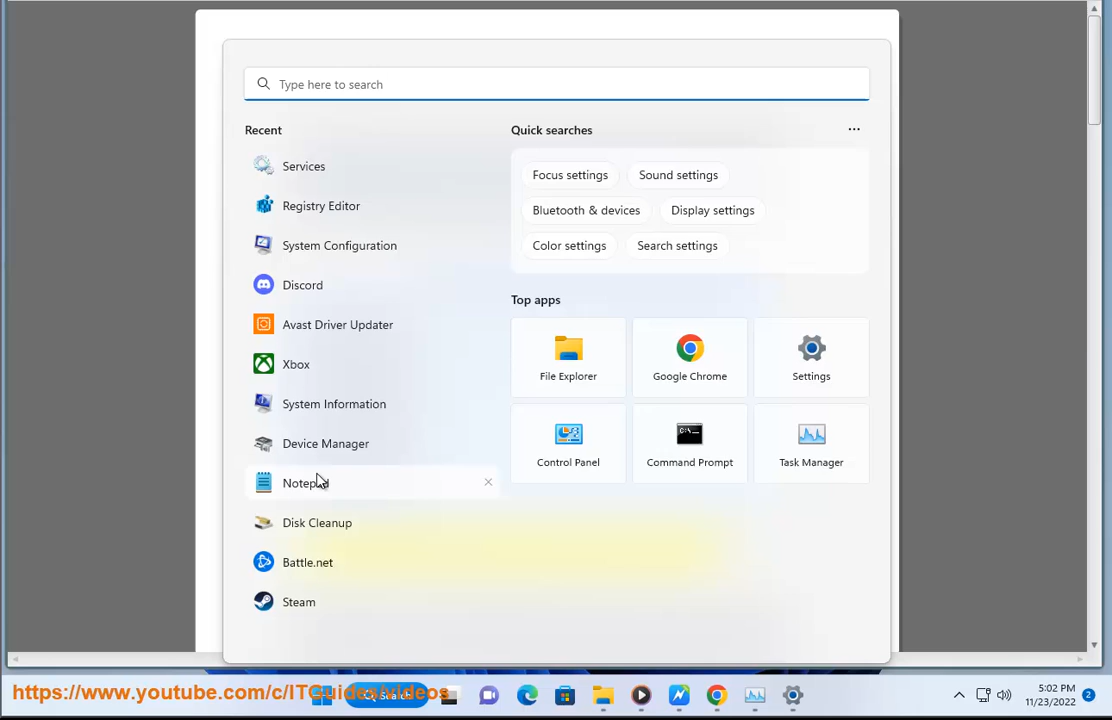 Type here to search
Recent
Quick searches
...
Services
Focus settings
Sound settings
Registry Editor
Bluetooth & devices
Display settings
System Configuration
Color settings
Search settings
Discord
Top apps
Avast Driver Updater
Xbox
File Explorer
Google Chrome
Settings
System Information
Device Manager
Control Panel
Command Prompt
Task Manager
Notepad
Disk Cleanup
Battle.net
Steam
https://www.youtube.com/c/ITGuides/videos
Search
5:02 PM
11/23/2022
2